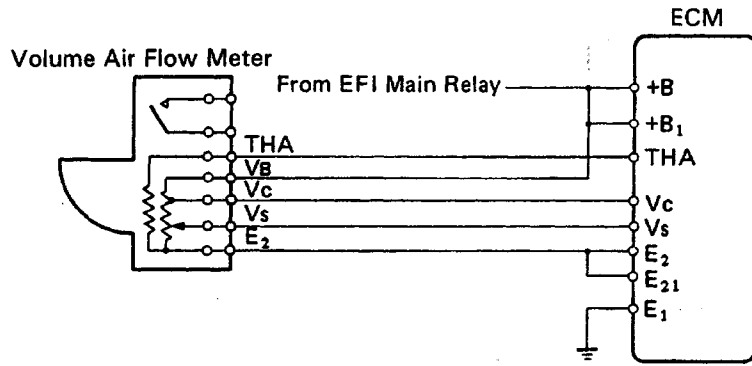 ECM
Volume Air Flow Meter
From EFI Main Relay
+B
+B₁
THA
THA
VB
Vc
Vc
Vs
Vs
E₂
E₂
E₂₁
E₁